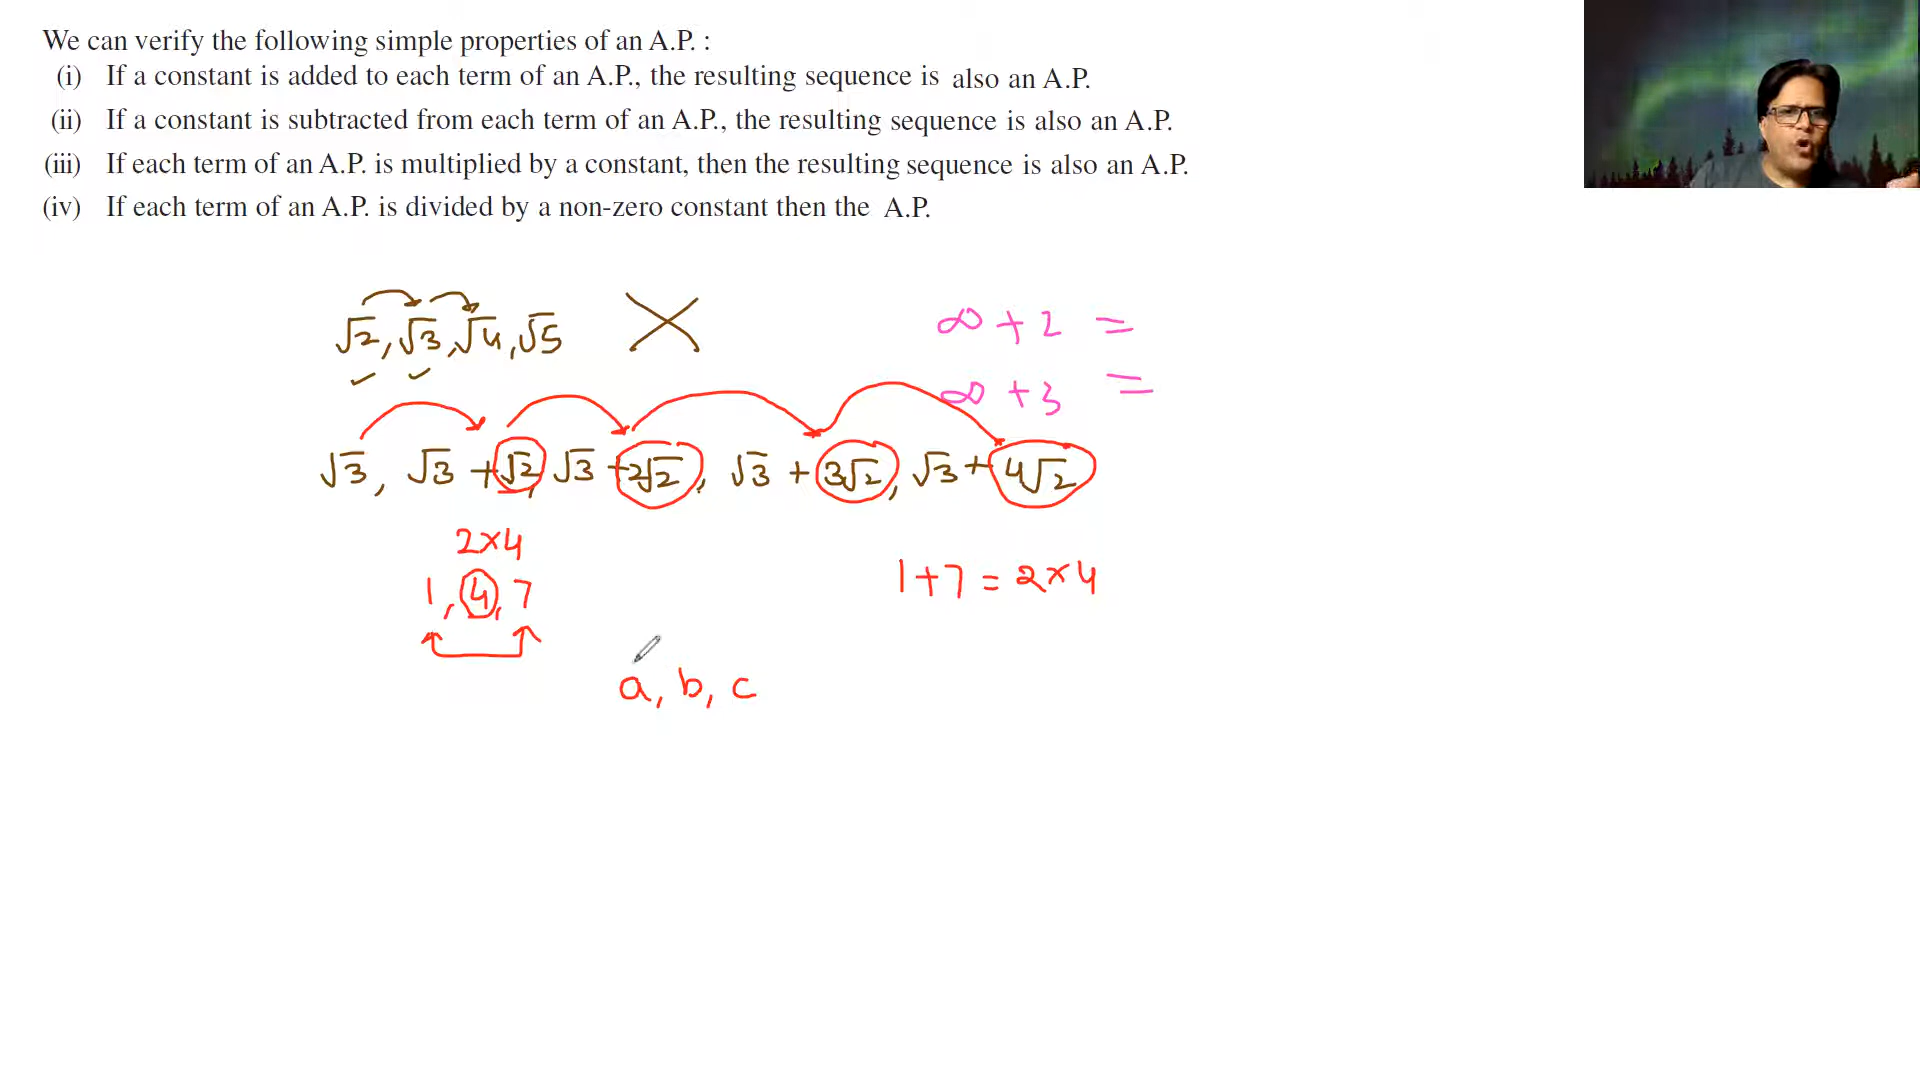 We can verify the following simple properties of an A.P. :
(i) If a constant is added to each term of an A.P., the resulting sequence is also an A.P.
(ii) If a constant is subtracted from each term of an A.P., the resulting sequence is also an A.P.
(iii) If each term of an A.P. is multiplied by a constant, then the resulting sequence is also an A.P.
(iv) If each term of an A.P. is divided by a non-zero constant then the A.P.
√2, √3, √4, √5
∞ + 2 =
∞ + 3 =
√3, √3 + √2, √3 + 2√2, √3 + 3√2, √3 + 4√2
2×4
1, 4, 7
1+7 = 2×4
a, b, c